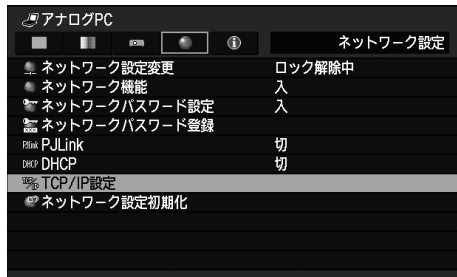 アナログPC
ネットワーク設定
ネットワーク設定変更 ロック解除中
ネットワーク機能 入
ネットワークパスワード設定 入
ネットワークパスワード登録
PJLink PJLink 切
DHCP DHCP 切
TCP/IP TCP/IP設定
ネットワーク設定初期化